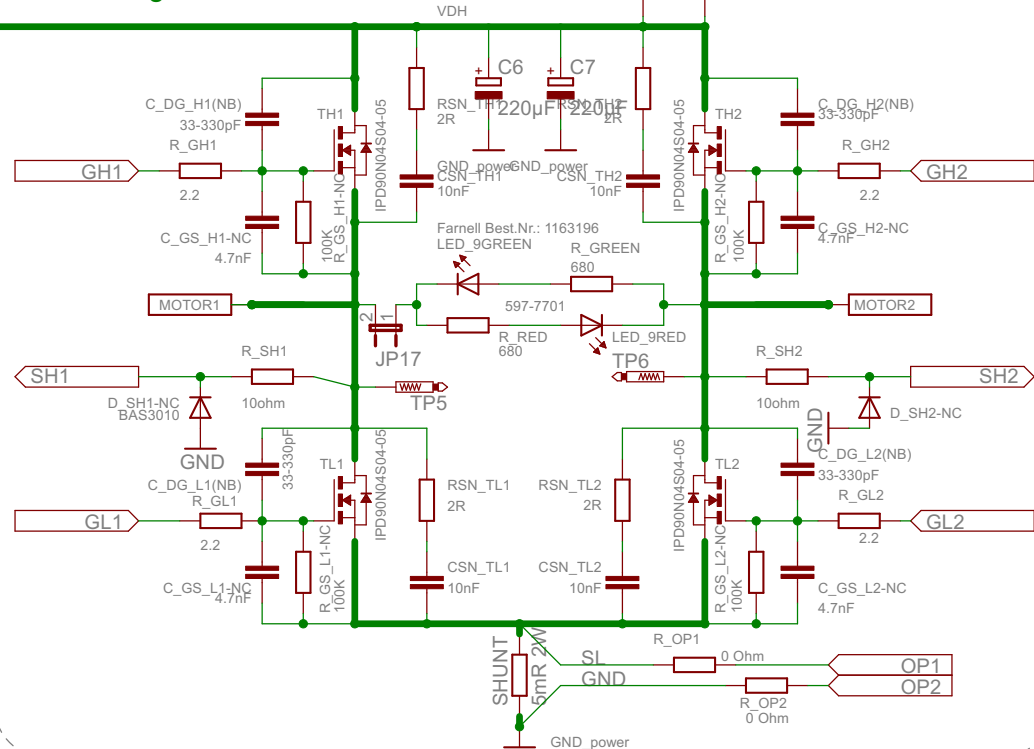 VDH
C6
C7
220µF
220µF
RSN_TH1
2R
RSN_TH2
2R
C_DG_H1(NB)
33-330pF
TH1
IPD90N04S04-05
TH2
IPD90N04S04-05
C_DG_H2(NB)
33-330pF
R_GH1
GH1
2.2
GND_power
GND_power
CSN_TH1
10nF
CSN_TH2
10nF
R_GH2
GH2
2.2
R_GS_H1-NC
100K
C_GS_H1-NC
4.7nF
R_GS_H2-NC
100K
C_GS_H2-NC
4.7nF
Farnell Best.Nr.: 1163196
LED_9GREEN
R_GREEN
680
MOTOR1
MOTOR2
597-7701
2
1
JP17
R_RED
680
LED_9RED
R_SH1
SH1
10ohm
TP5
TP6
R_SH2
SH2
10ohm
D_SH1-NC
BAS3010
GND
D_SH2-NC
GND
C_DG_L1(NB)
33-330pF
TL1
IPD90N04S04-05
TL2
IPD90N04S04-05
C_DG_L2(NB)
33-330pF
RSN_TL1
2R
RSN_TL2
2R
R_GL1
GL1
2.2
R_GL2
GL2
2.2
R_GS_L1-NC
100K
C_GS_L1-NC
4.7nF
CSN_TL1
10nF
CSN_TL2
10nF
R_GS_L2-NC
100K
C_GS_L2-NC
4.7nF
SHUNT
5mR 2W
SL
GND
R_OP1
0 Ohm
OP1
OP2
R_OP2
0 Ohm
GND_power